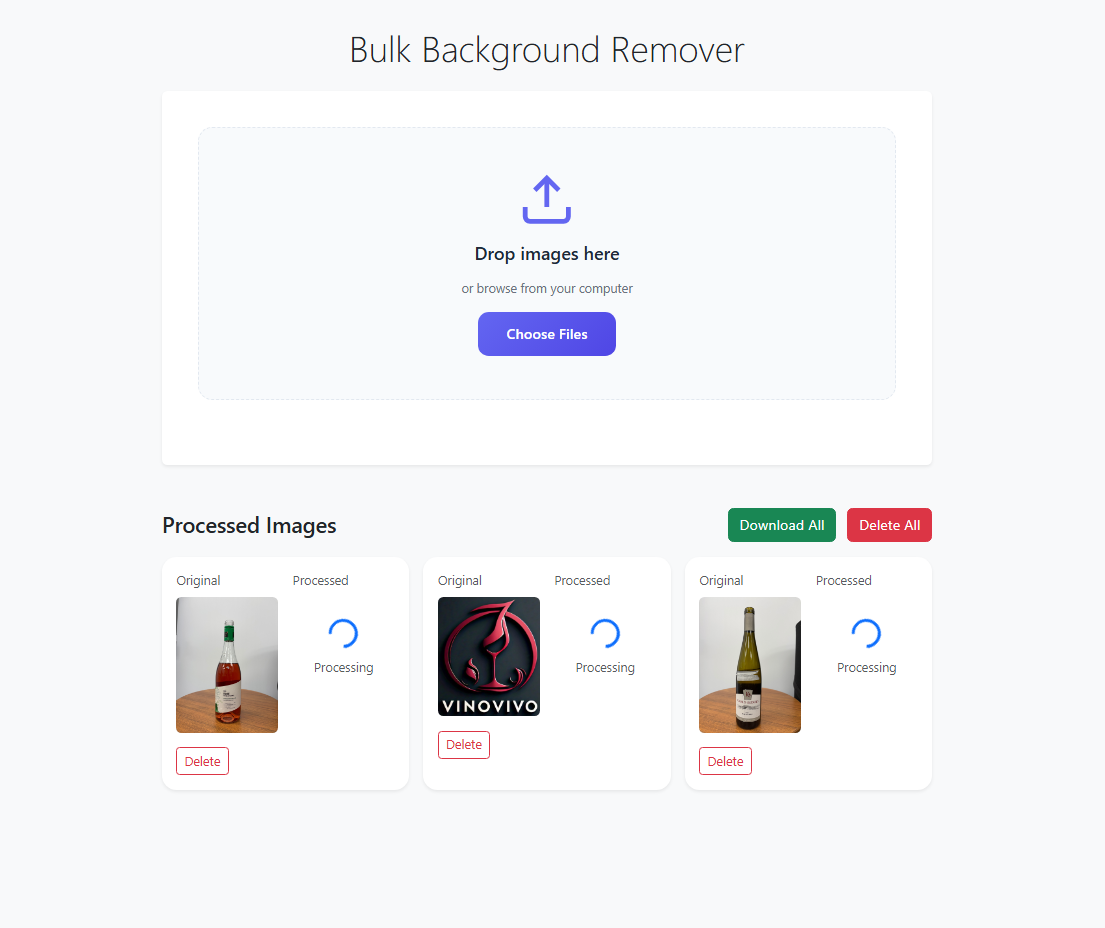 Bulk Background Remover
Drop images here
or browse from your computer
Choose Files
Processed Images
Download All
Delete All
Original
Processed
Processing
Delete
Original
Processed
VINOVIVO
Processing
Delete
Original
Processed
Processing
Delete